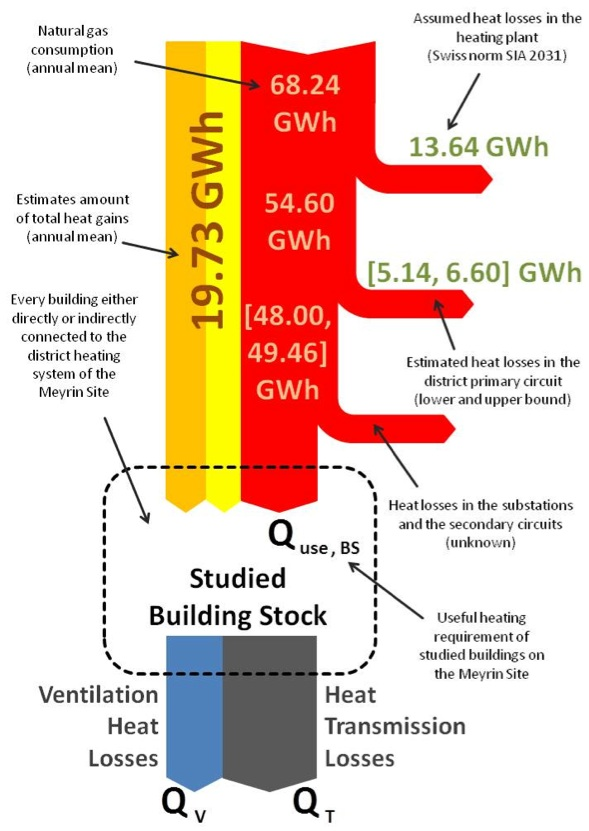 Natural gas
consumption
(annual mean)
Assumed heat losses in the
heating plant
(Swiss norm SIA 2031)
68.24
GWh
13.64 GWh
19.73 GWh
Estimates amount
of total heat gains
(annual mean)
54.60
GWh
[5.14, 6.60] GWh
Every building either
directly or indirectly
connected to the
district heating
system of the
Meyrin Site
[48.00,
49.46]
GWh
Estimated heat losses in the
district primary circuit
(lower and upper bound)
Heat losses in the substations
and the secondary circuits
(unknown)
Q use, BS
Studied
Building Stock
Useful heating
requirement of
studied buildings on
the Meyrin Site
Ventilation
Heat
Losses
Heat
Transmission
Losses
Q V
Q T